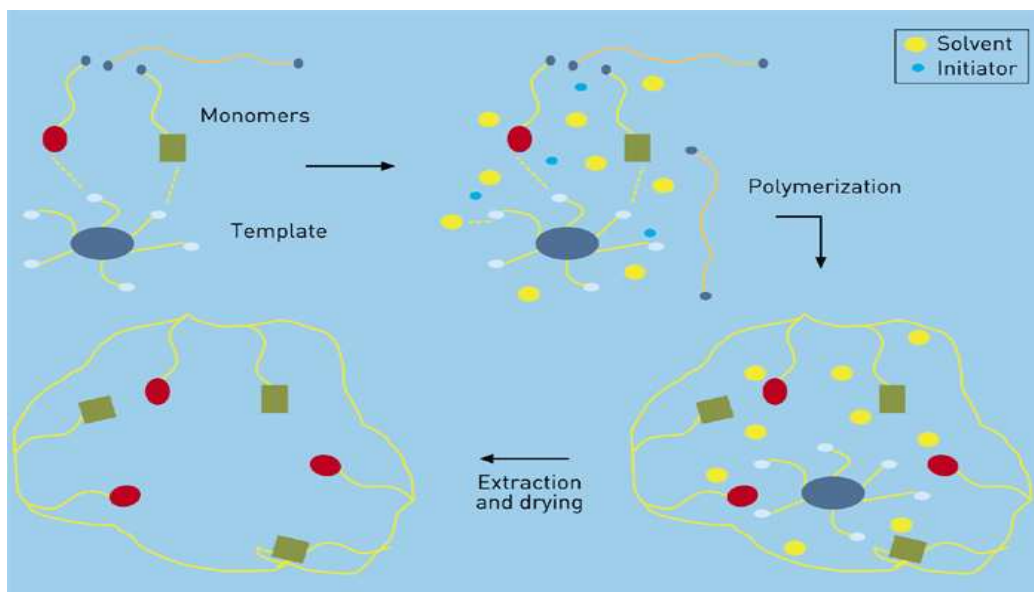 Solvent
Initiator
Monomers
Template
Polymerization
Extraction
and drying